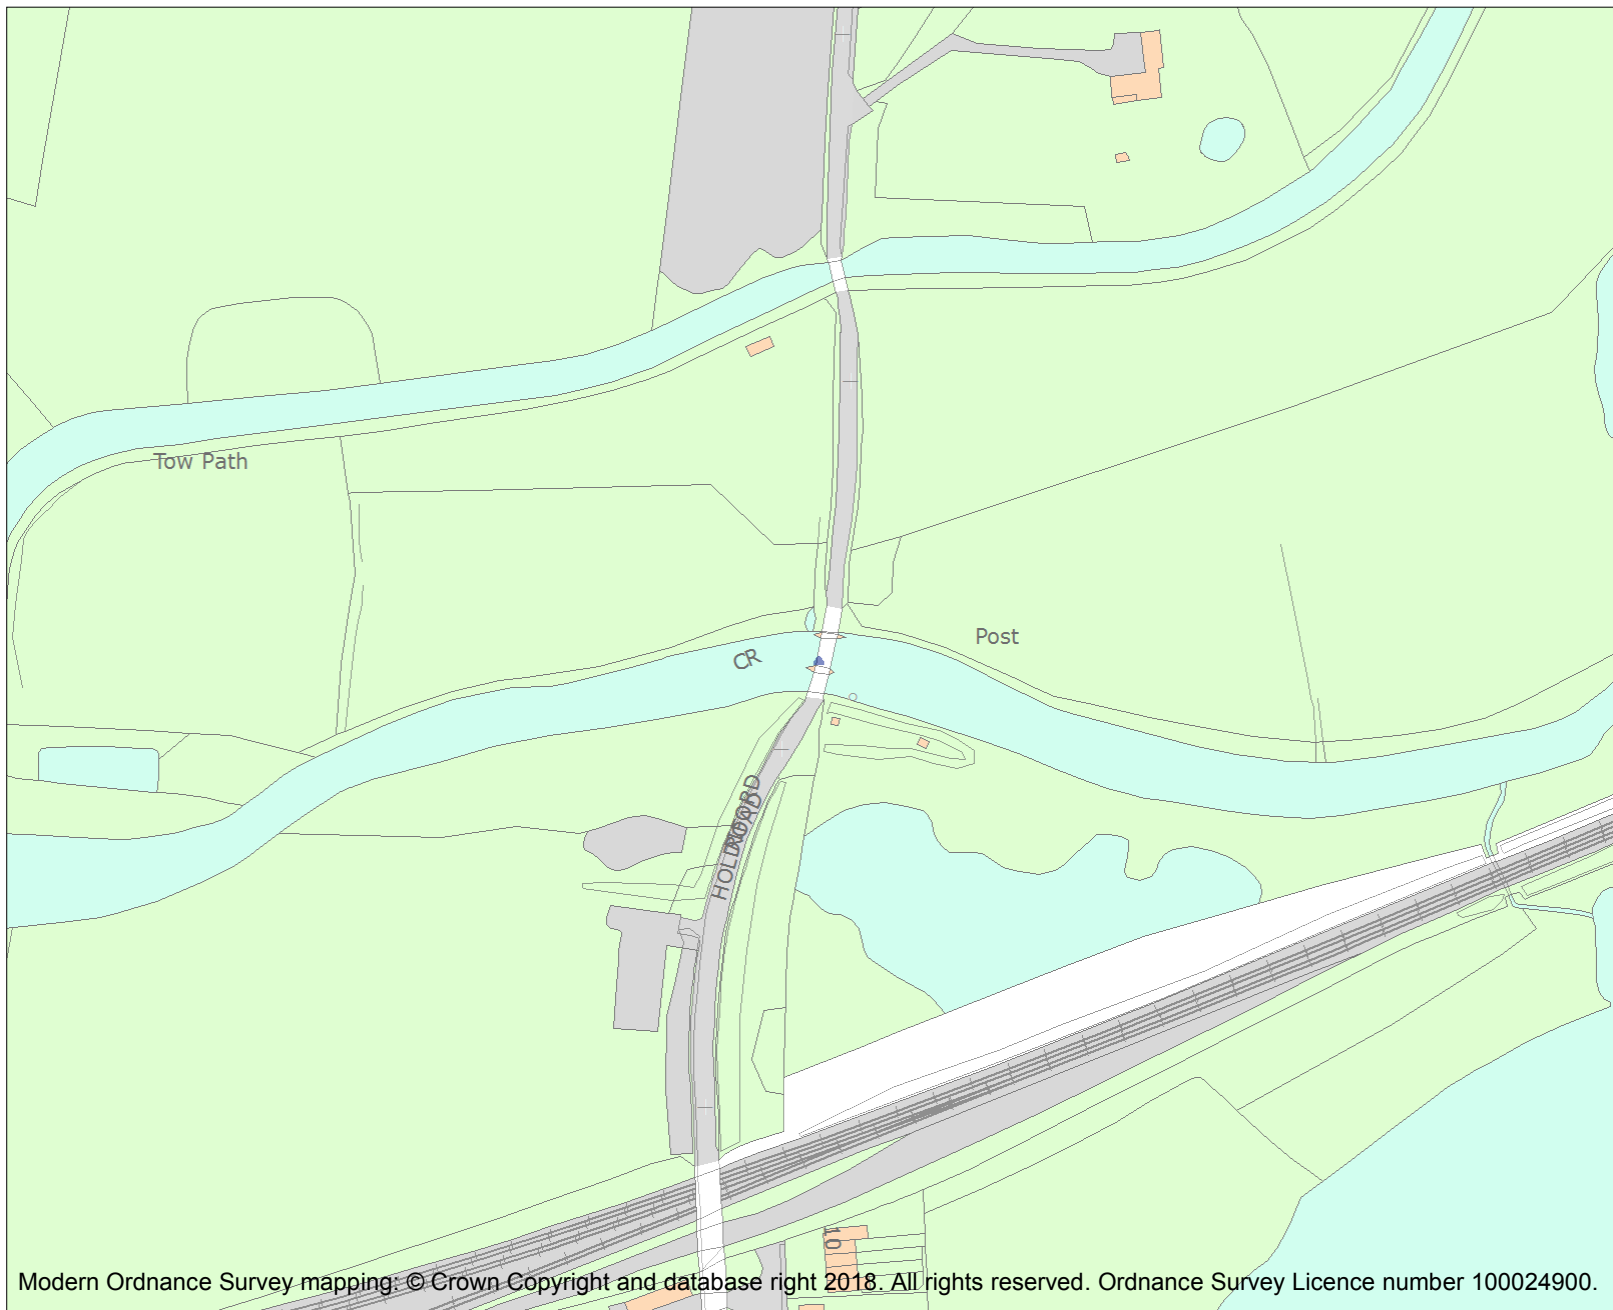 Tow Path
Post
CR
HOLDIFORD
ROAD
10
Modern Ordnance Survey mapping: © Crown Copyright and database right 2018. All rights reserved. Ordnance Survey Licence number 100024900.